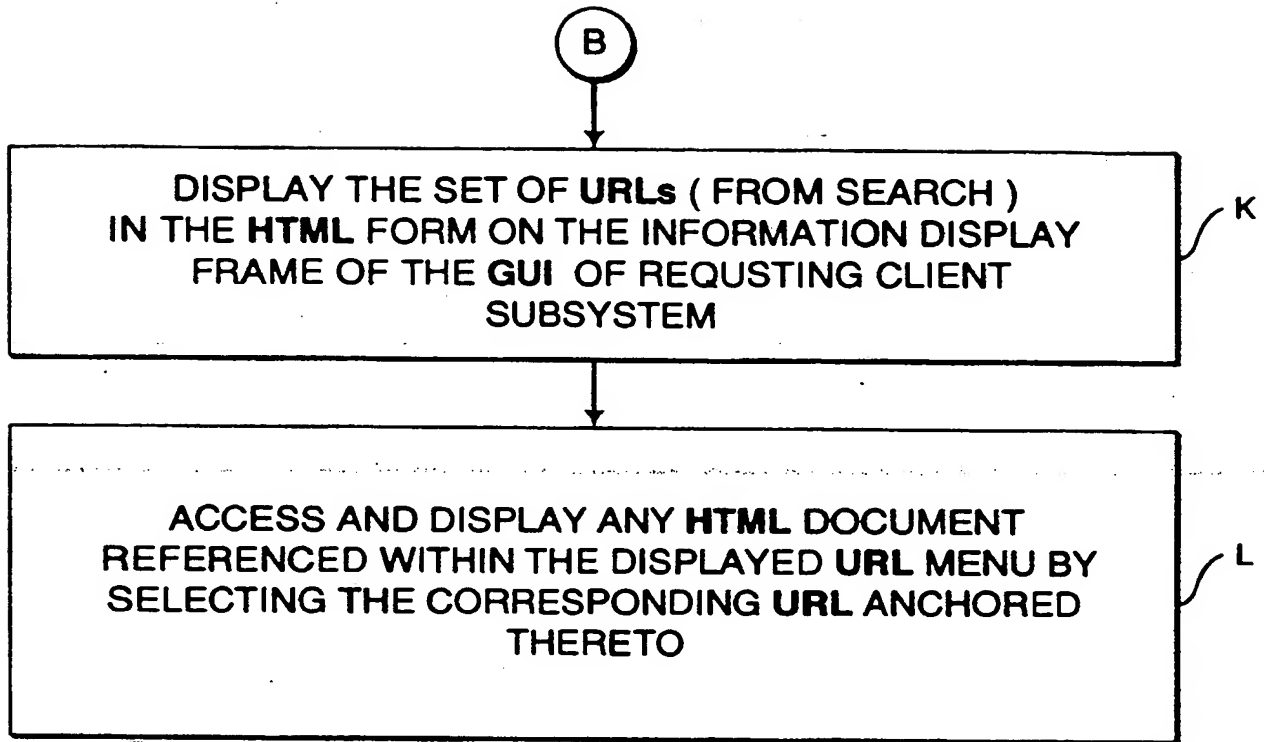 B
DISPLAY THE SET OF URLs ( FROM SEARCH )
IN THE HTML FORM ON THE INFORMATION DISPLAY
FRAME OF THE GUI OF REQUSTING CLIENT
SUBSYSTEM
K
ACCESS AND DISPLAY ANY HTML DOCUMENT
REFERENCED WITHIN THE DISPLAYED URL MENU BY
SELECTING THE CORRESPONDING URL ANCHORED
THERETO
L